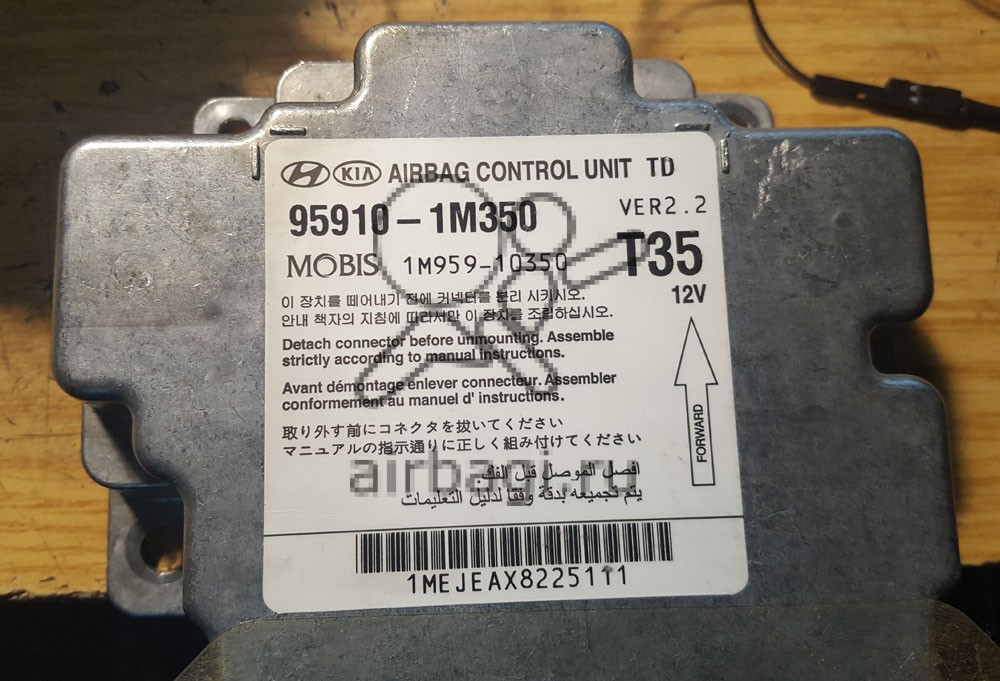 KIA AIRBAG CONTROL UNIT TD
95910-1M350
VER2.2
MOBIS 1M959-10350
T35
12V
이 장치를 떼어내기 전에 커넥터를 분리 시키시오.
안내 책자의 지침에 따라서만 이 장치를 조립하십시오.
Detach connector before unmounting. Assemble
strictly according to manual instructions.
Avant démontage enlever connecteur. Assembler
conformement au manuel d' instructions.
取り外す前にコネクタを抜いてください
マニュアルの指示通りに正しく組み付けてください
افصل الموصل قبل الفك
يتم تجميعه بدقة وفقا لدليل التعليمات
FORWARD
airbagi.ru
1MEJEAX8225111